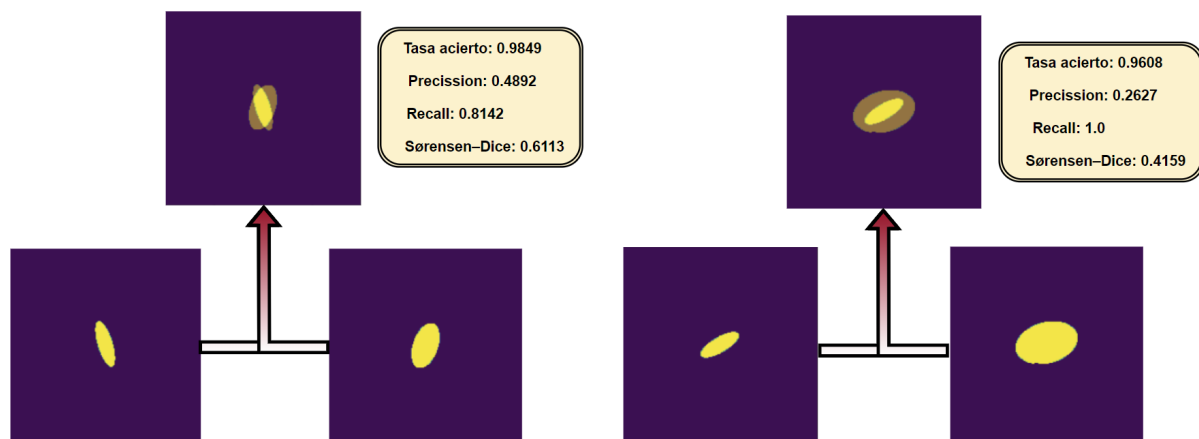 Tasa acierto: 0.9849
Precission: 0.4892
Recall: 0.8142
Sørensen–Dice: 0.6113
Tasa acierto: 0.9608
Precission: 0.2627
Recall: 1.0
Sørensen–Dice: 0.4159